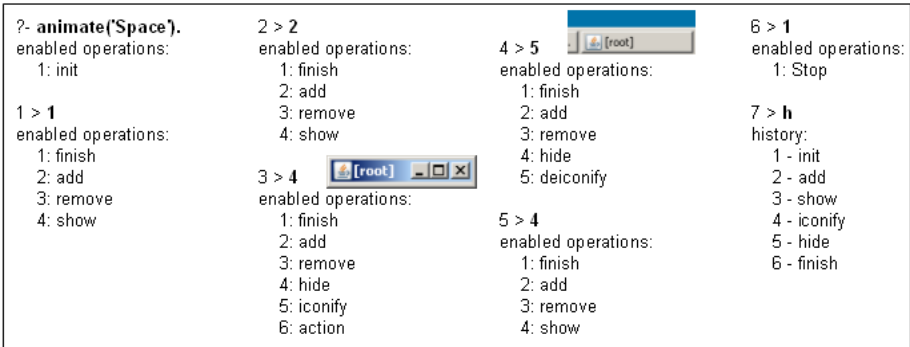 ?- animate('Space').
enabled operations:
1: init
1 > 1
enabled operations:
1: finish
2: add
3: remove
4: show
2 > 2
enabled operations:
1: finish
2: add
3: remove
4: show
3 > 4
[root]
enabled operations:
1: finish
2: add
3: remove
4: hide
5: iconify
6: action
[root]
4 > 5
enabled operations:
1: finish
2: add
3: remove
4: hide
5: deiconify
5 > 4
enabled operations:
1: finish
2: add
3: remove
4: show
6 > 1
enabled operations:
1: Stop
7 > h
history:
1 - init
2 - add
3 - show
4 - iconify
5 - hide
6 - finish